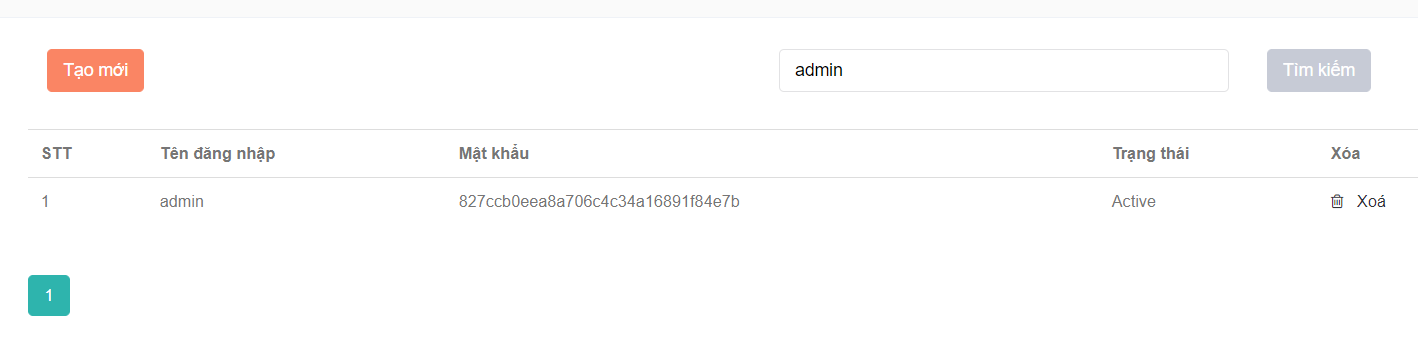 Tạo mới admin Tìm kiếm
STT Tên đăng nhập Mật khẩu Trạng thái Xóa
1 admin 827ccb0eea8a706c4c34a16891f84e7b Active Xoá
1